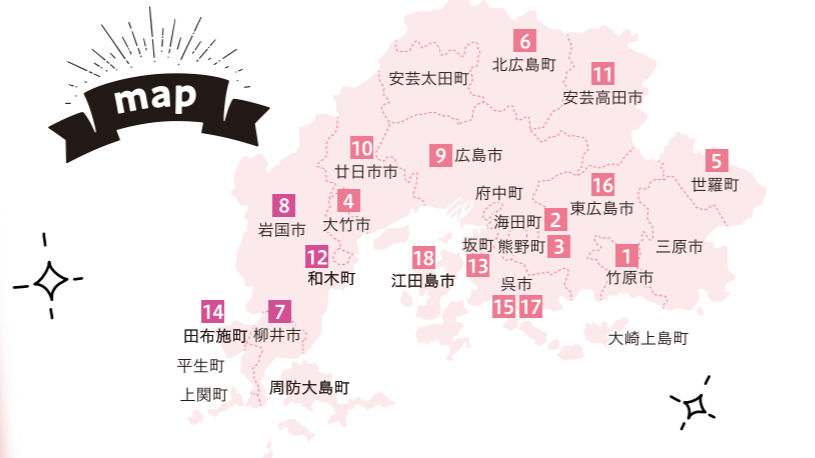 map
6
北広島町
安芸太田町
11
安芸高田市
10
廿日市市
9 広島市
5
世羅町
4
大竹市
8
岩国市
府中町
16
東広島市
海田町 2
坂町 熊野町 3
13
三原市
1
竹原市
12
和木町
18
江田島市
呉市
15 17
14
田布施町
7
柳井市
大崎上島町
平生町
上関町
周防大島町